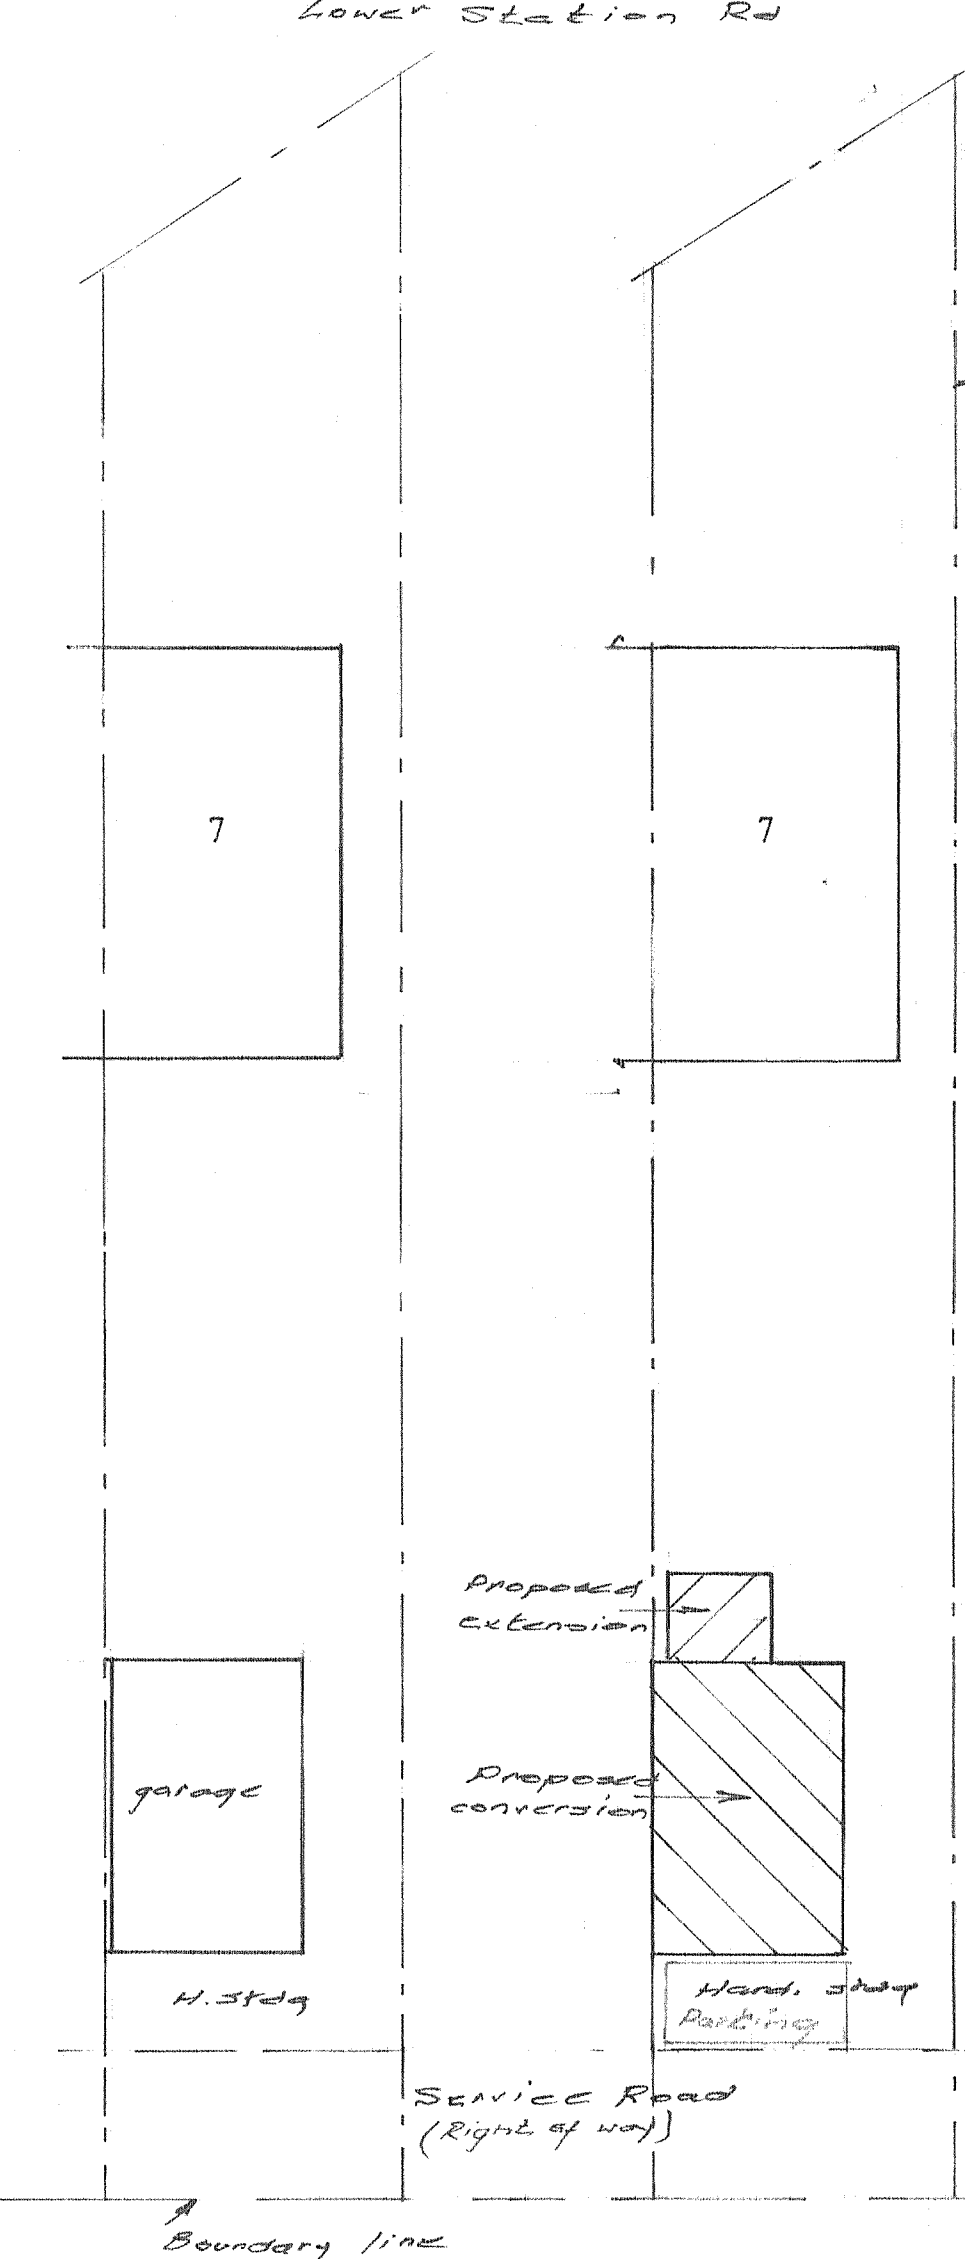 Lower Station Rd
7
7
Proposed
extension
garage
Proposed
conversion
H. Stdg
Hard. stdg
Parking
Service Road
(Right of way)
Boundary line